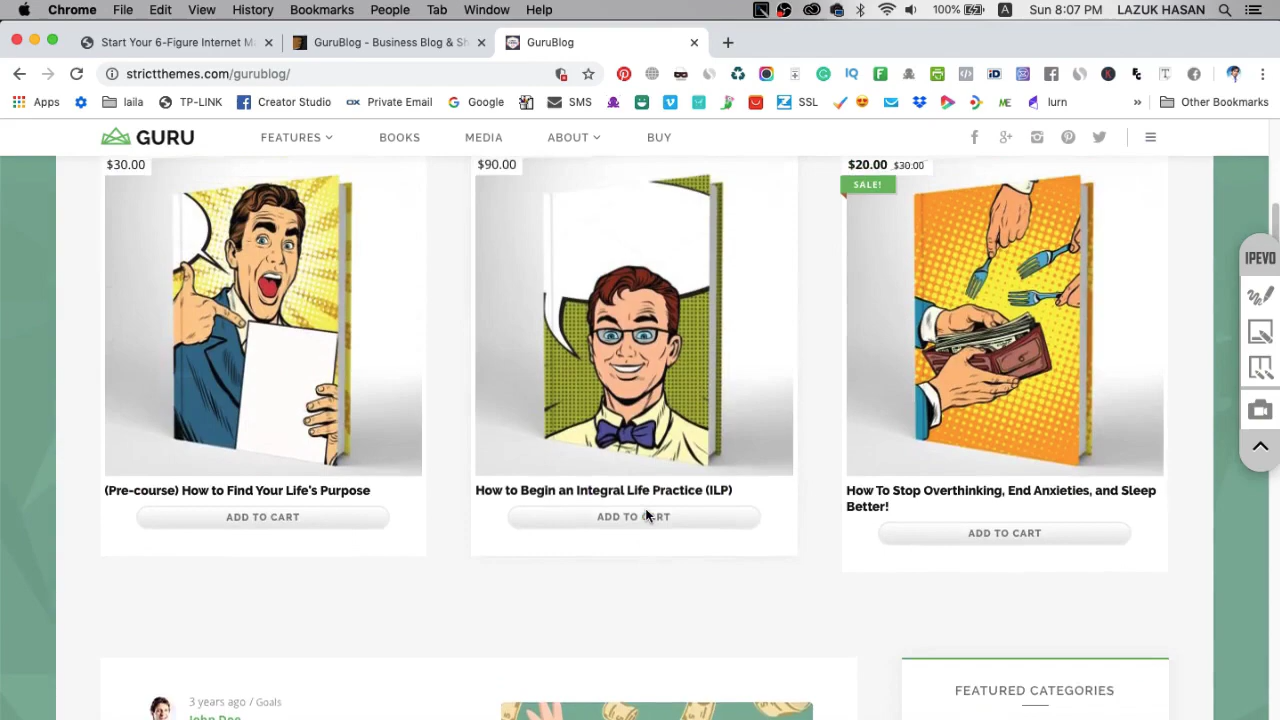 Chrome File Edit View History Bookmarks People Tab Window Help 100% A Sun 8:07 PM LAZUK HASAN
Start Your 6-Figure Internet Ma GuruBlog - Business Blog & Sh GuruBlog
strictthemes.com/gurublog/
Apps laila TP-LINK Creator Studio Private Email Google SMS SSL lurn Other Bookmarks
GURU FEATURES BOOKS MEDIA ABOUT BUY
IPEVO
$30.00 $90.00 $20.00 $30.00
SALE!
(Pre-course) How to Find Your Life's Purpose
ADD TO CART
How to Begin an Integral Life Practice (ILP)
ADD TO CART
How To Stop Overthinking, End Anxieties, and Sleep
Better!
ADD TO CART
3 years ago / Goals
John Doe
FEATURED CATEGORIES